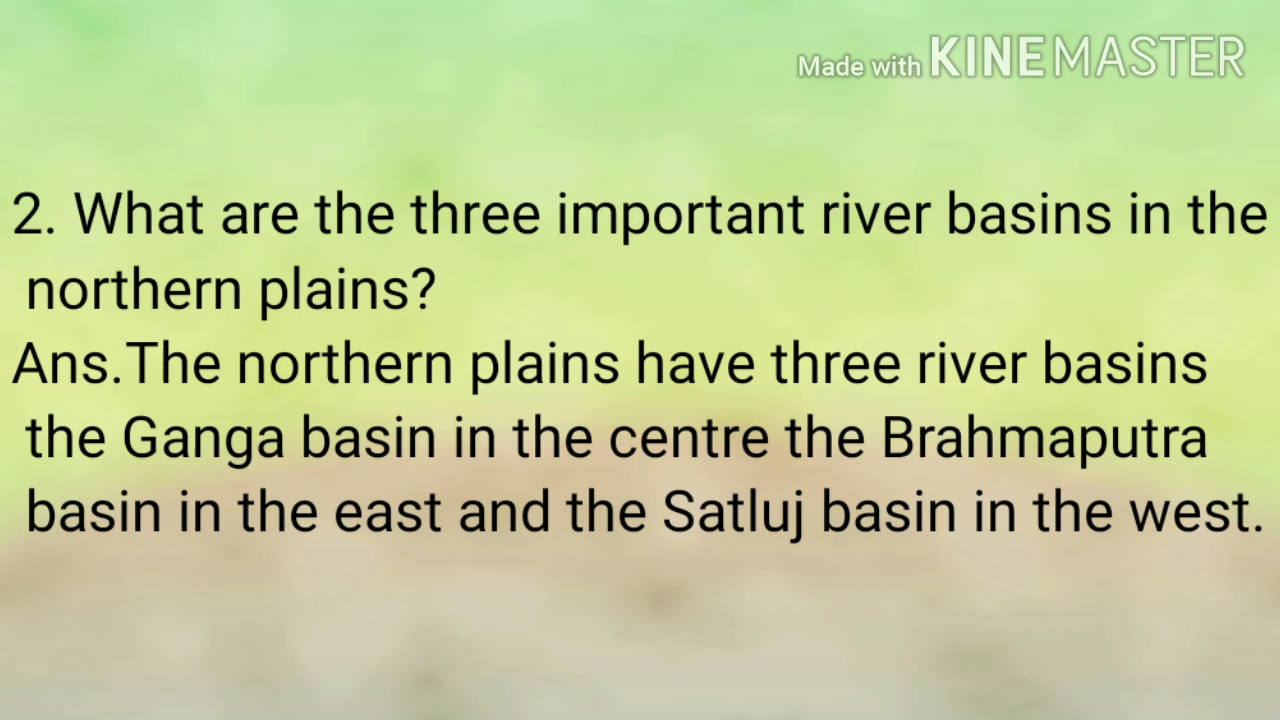 Made with KINEMASTER
2. What are the three important river basins in the
northern plains?
Ans.The northern plains have three river basins
the Ganga basin in the centre the Brahmaputra
basin in the east and the Satluj basin in the west.